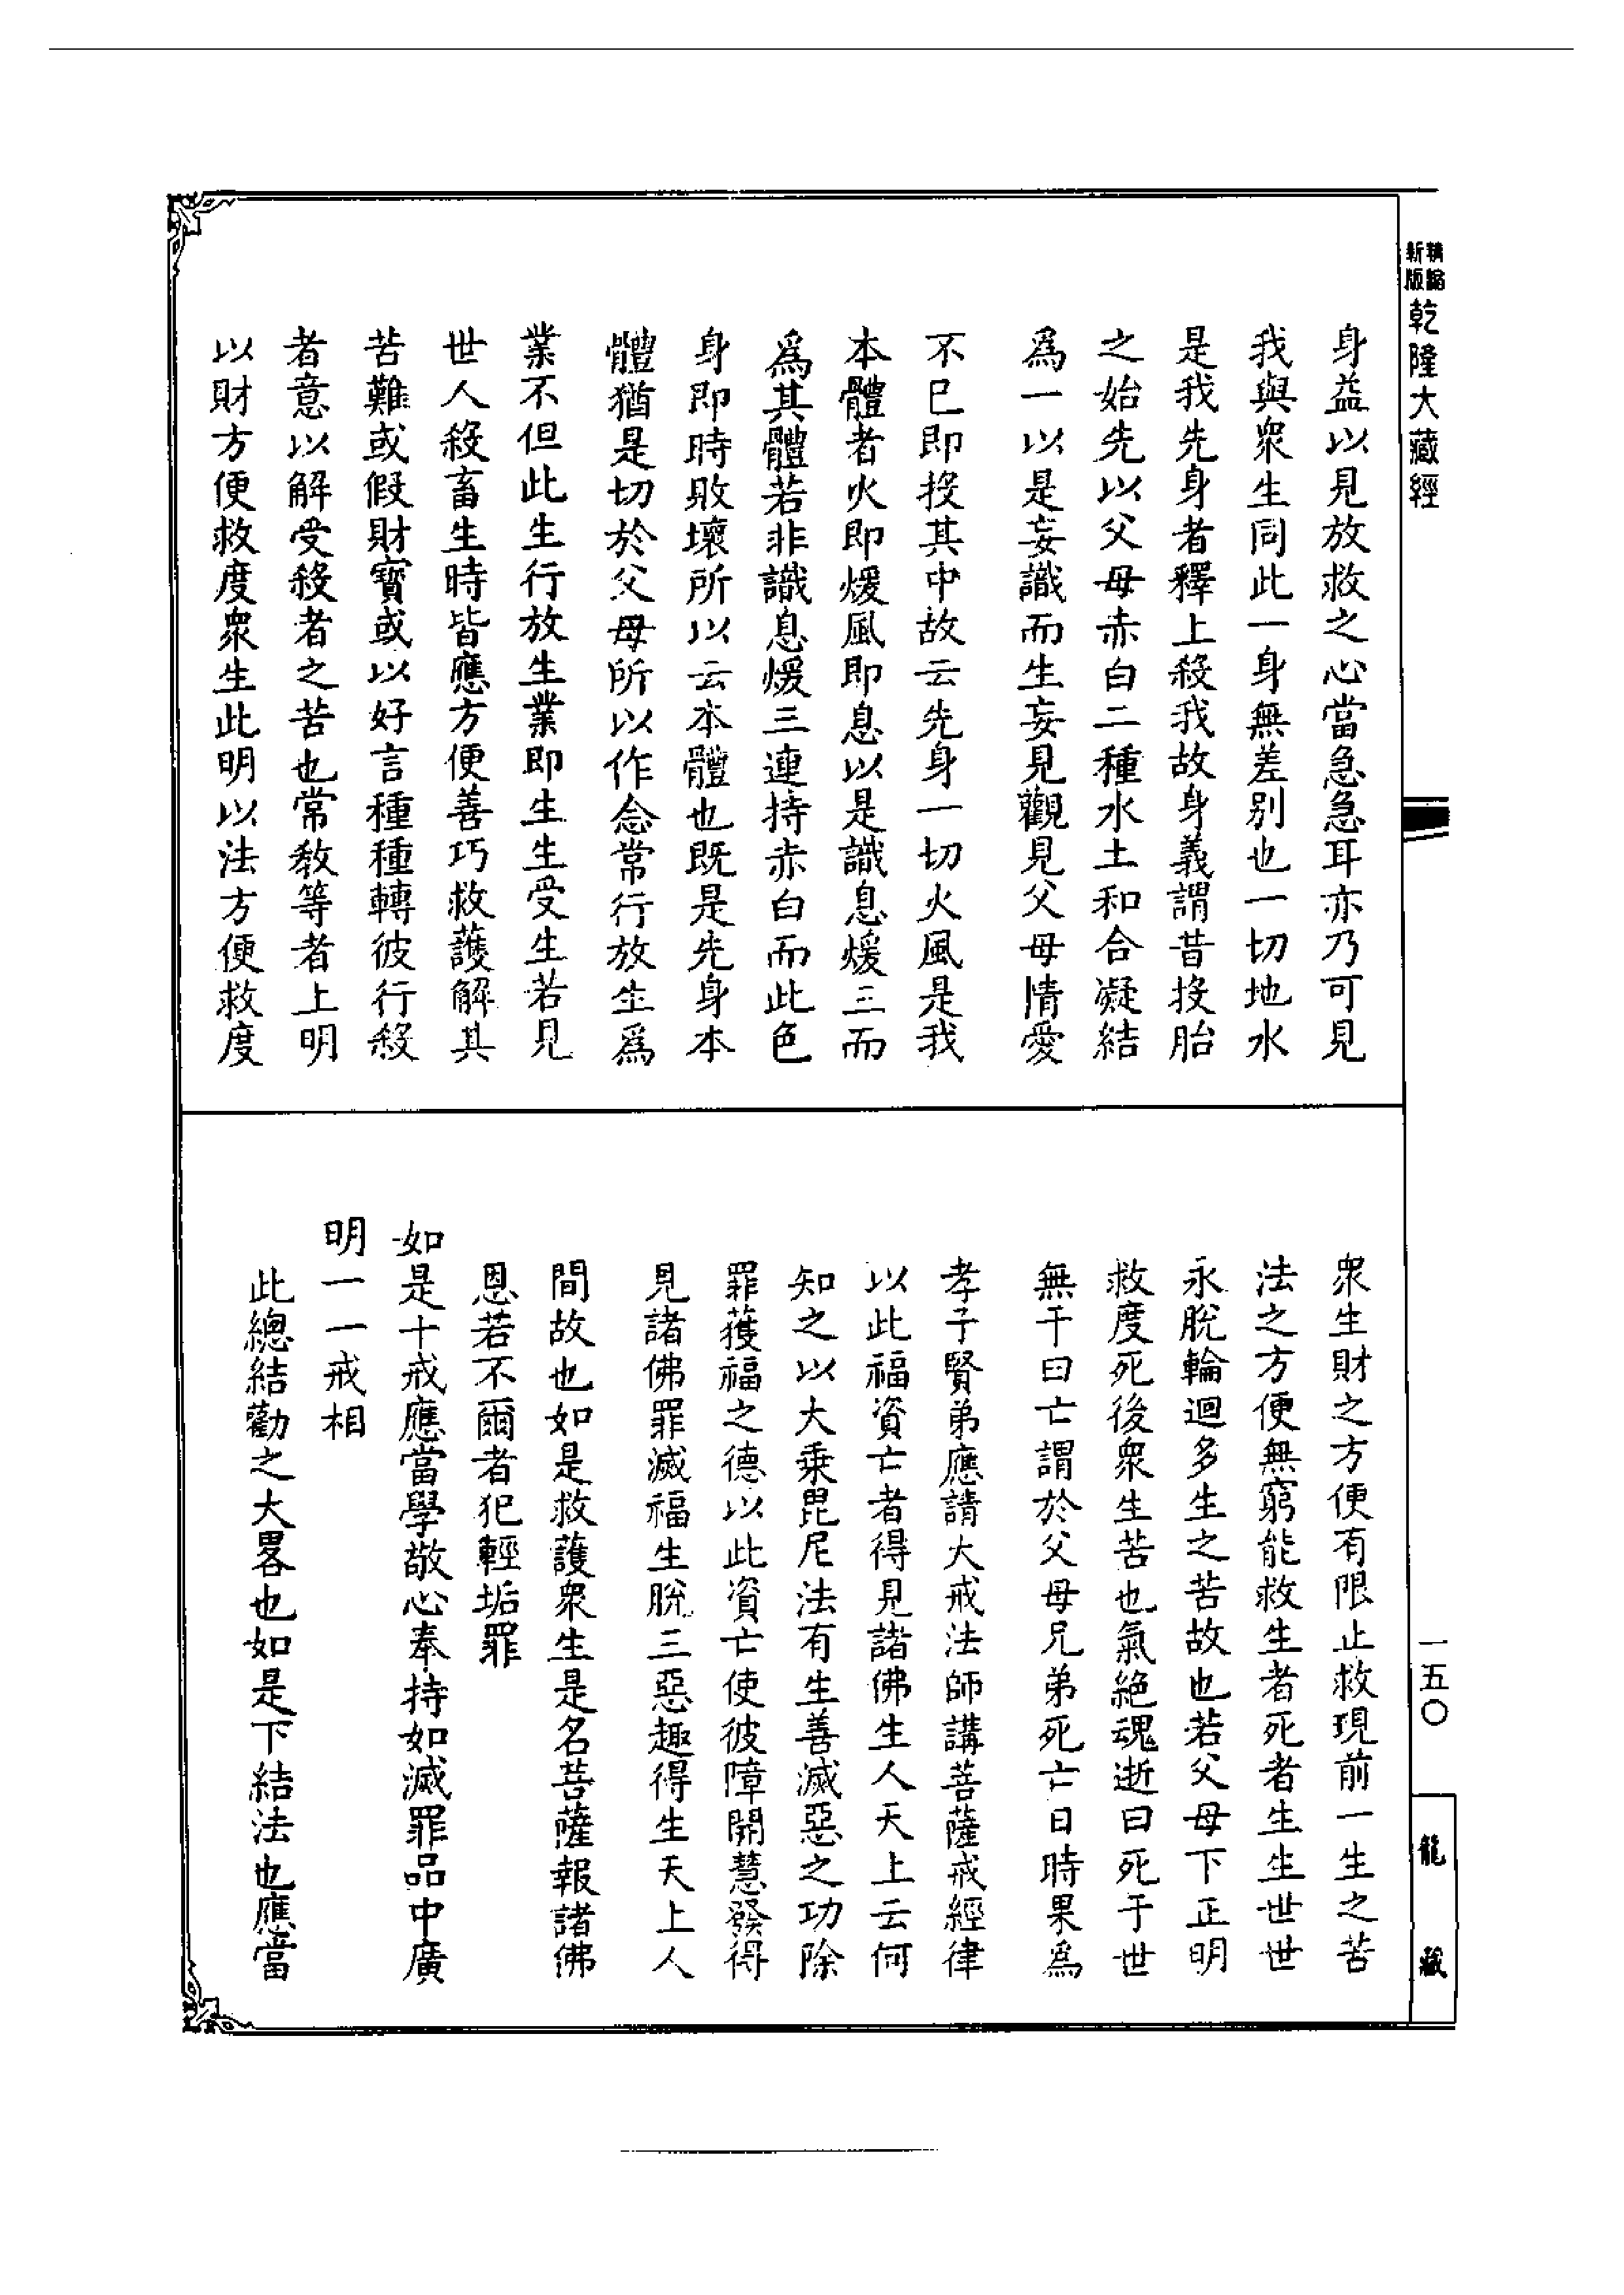 精縮
新版
乾隆大藏經
身益以見放救之心當急急耳亦乃可見
我與衆生同此一身無差別也一切地水
是我先身者釋上殺我故身義謂昔投胎
之始先以父母赤白二種水土和合凝結
爲一以是妄識而生妄見觀見父母情愛
不巳即投其中故云先身一切火風是我
本體者火即煖風即息以是識息煖三而
爲其體若非識息煖三連持赤白而此色
身即時敗壞所以云本體也既是先身本
體猶是切於父母所以作念常行放生爲
業不但此生行放生業即生生受生若見
世人殺畜生時皆應方便善巧救護解其
苦難或假財寳或以好言種種轉彼行殺
者意以解受殺者之苦也常教等者上明
以財方便救度衆生此明以法方便救度
衆生財之方便有限止救現前一生之苦
法之方便無窮能救生者死者生生世世
永脫輪迴多生之苦故也若父母下正明
救度死後衆生苦也氣絶魂逝曰死于世
無干曰亡謂於父母兄弟死亡日時果爲
孝子賢弟應請大戒法師講菩薩戒經律
以此福資亡者得見諸佛生人天上云何
知之以大乗毘尼法有生善滅惡之功除
罪獲福之德以此資亡使彼障開慧發得
見諸佛罪滅福生脫三惡趣得生天上人
間故也如是救護衆生是名菩薩報諸佛
恩若不爾者犯輕垢罪
如是十戒應當學敬心奉持如滅罪品中廣
明一一戒相
此總結勸之大畧也如是下結法也應當
一五〇
龍藏